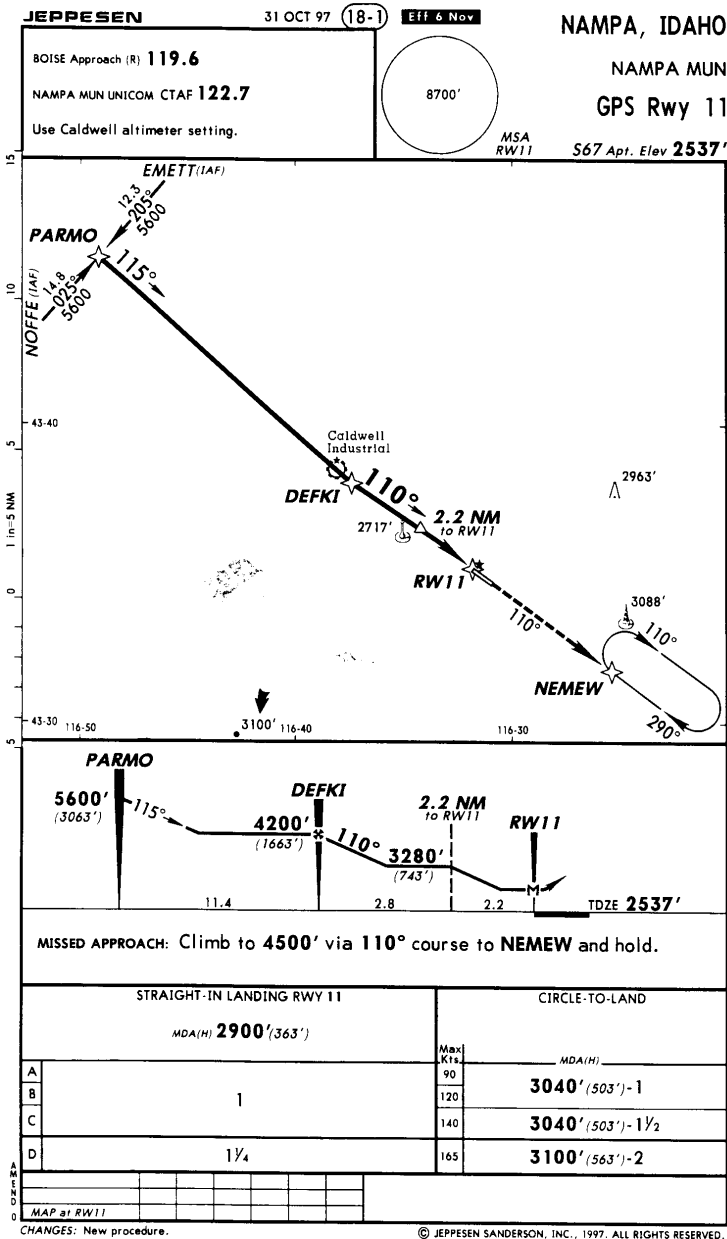 JEPPESEN 31 OCT 97 18-1 Eff 6 Nov
NAMPA, IDAHO
NAMPA MUN
GPS Rwy 11
S67 Apt. Elev 2537'
BOISE Approach (R) 119.6
NAMPA MUN UNICOM CTAF 122.7
Use Caldwell altimeter setting.
8700'
MSA
RW11
15
10
5
1 in=5 NM
0
5
EMETT (IAF)
12.3
205°
5600
PARMO
115°
NOFFE (IAF)
14.8
025°
5600
43-40
Caldwell
Industrial
DEFKI
110°
2963'
2.2 NM
to RW11
2717'
RW11
110°
3088'
110°
NEMEW
290°
3100'
43-30
116-50
116-40
116-30
PARMO
5600'
(3063')
115°
DEFKI
4200'
(1663')
110°
2.2 NM
to RW11
3280'
(743')
RW11
M
11.4
2.8
2.2
TDZE 2537'
MISSED APPROACH: Climb to 4500' via 110° course to NEMEW and hold.
STRAIGHT-IN LANDING RWY 11
MDA(H) 2900'(363')
CIRCLE-TO-LAND
Max
Kts.
MDA(H)
A
B
C
1
D
1¼
90
120
3040'(503')-1
140
3040'(503')-1½
165
3100'(563')-2
AMEND 0
MAP at RW11
CHANGES: New procedure.
© JEPPESEN SANDERSON, INC., 1997. ALL RIGHTS RESERVED.